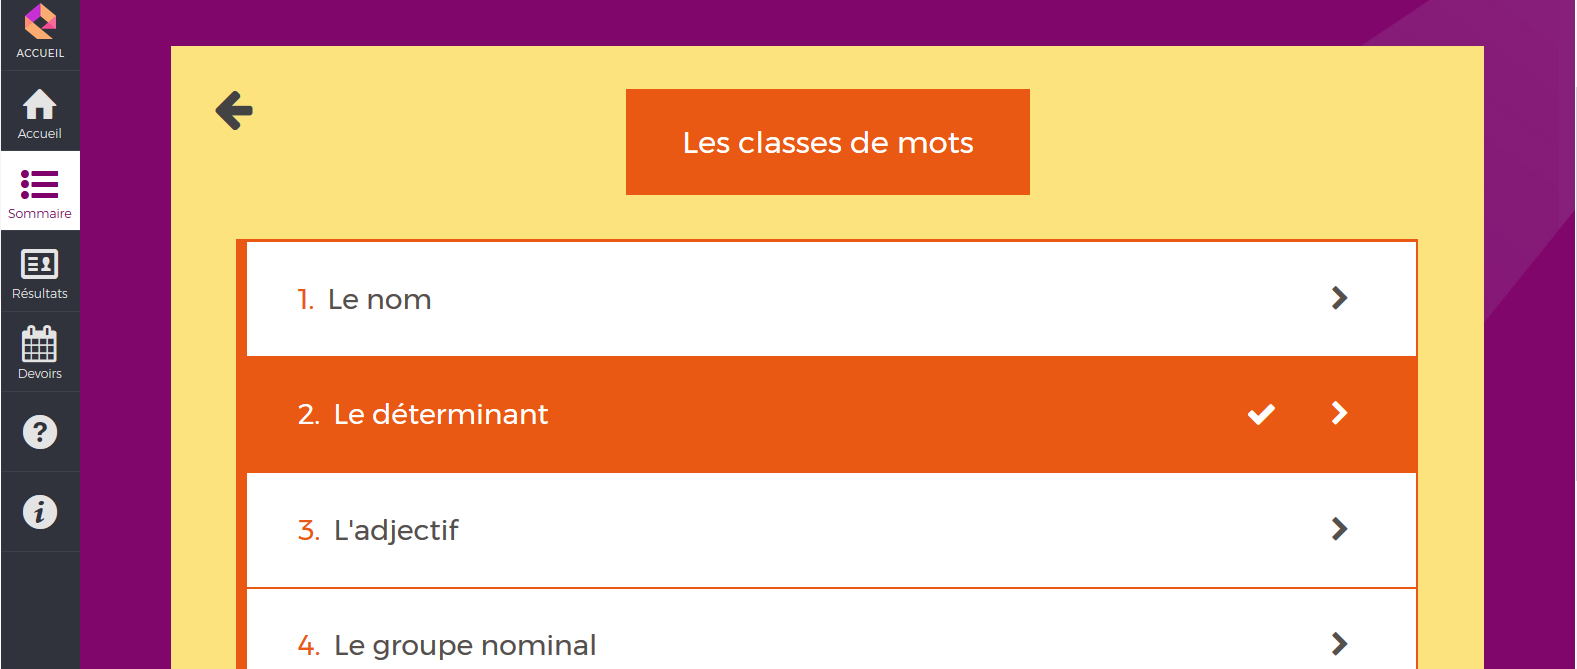 ACCUEIL
Accueil
Sommaire
Résultats
Devoirs
Les classes de mots
1. Le nom
2. Le déterminant
3. L'adjectif
4. Le groupe nominal